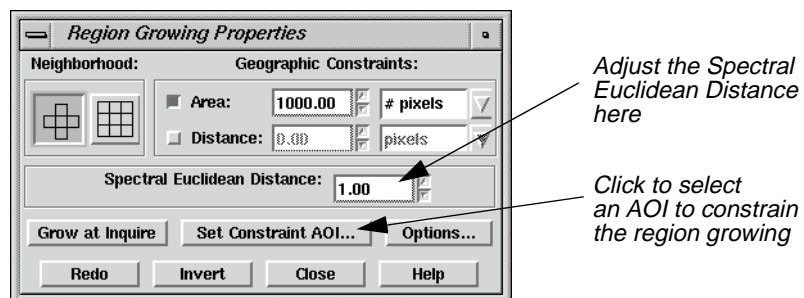 Region Growing Properties
Neighborhood: Geographic Constraints:
Area: 1000.00 # pixels
Distance: 0.00 pixels
Spectral Euclidean Distance: 1.00
Grow at Inquire Set Constraint AOI... Options...
Redo Invert Close Help
Adjust the Spectral
Euclidean Distance
here
Click to select
an AOI to constrain
the region growing